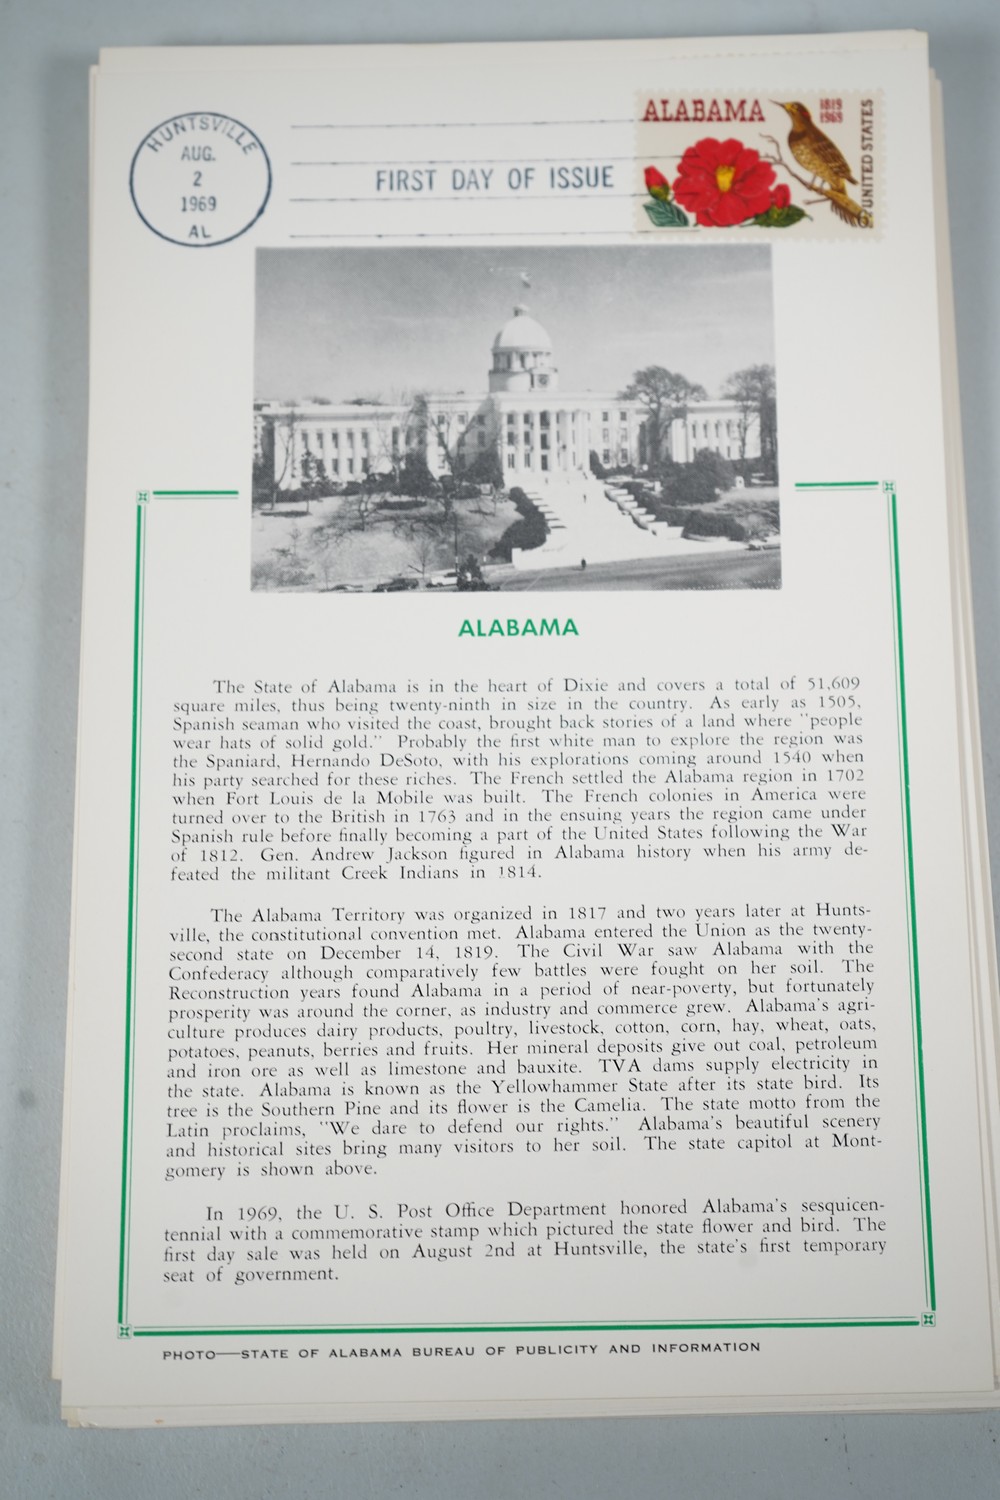 HUNTSVILLE
AUG.
2
1969
AL
FIRST DAY OF ISSUE
ALABAMA
1819
1969
UNITED STATES
6c
ALABAMA
The State of Alabama is in the heart of Dixie and covers a total of 51,609
square miles, thus being twenty-ninth in size in the country. As early as 1505,
Spanish seaman who visited the coast, brought back stories of a land where "people
wear hats of solid gold." Probably the first white man to explore the region was
the Spaniard, Hernando DeSoto, with his explorations coming around 1540 when
his party searched for these riches. The French settled the Alabama region in 1702
when Fort Louis de la Mobile was built. The French colonies in America were
turned over to the British in 1763 and in the ensuing years the region came under
Spanish rule before finally becoming a part of the United States following the War
of 1812. Gen. Andrew Jackson figured in Alabama history when his army de-
feated the militant Creek Indians in 1814.
The Alabama Territory was organized in 1817 and two years later at Hunts-
ville, the constitutional convention met. Alabama entered the Union as the twenty-
second state on December 14, 1819. The Civil War saw Alabama with the
Confederacy although comparatively few battles were fought on her soil. The
Reconstruction years found Alabama in a period of near-poverty, but fortunately
prosperity was around the corner, as industry and commerce grew. Alabama's agri-
culture produces dairy products, poultry, livestock, cotton, corn, hay, wheat, oats,
potatoes, peanuts, berries and fruits. Her mineral deposits give out coal, petroleum
and iron ore as well as limestone and bauxite. TVA dams supply electricity in
the state. Alabama is known as the Yellowhammer State after its state bird. Its
tree is the Southern Pine and its flower is the Camelia. The state motto from the
Latin proclaims, "We dare to defend our rights." Alabama's beautiful scenery
and historical sites bring many visitors to her soil. The state capitol at Mont-
gomery is shown above.
In 1969, the U. S. Post Office Department honored Alabama's sesquicen-
tennial with a commemorative stamp which pictured the state flower and bird. The
first day sale was held on August 2nd at Huntsville, the state's first temporary
seat of government.
PHOTO—STATE OF ALABAMA BUREAU OF PUBLICITY AND INFORMATION